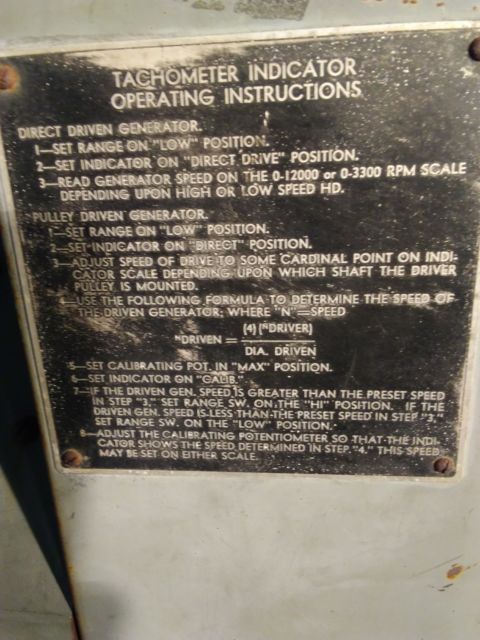 TACHOMETER INDICATOR
OPERATING INSTRUCTIONS
DIRECT DRIVEN GENERATOR.
1—SET RANGE ON "LOW" POSITION.
2—SET INDICATOR ON "DIRECT DRIVE" POSITION.
3—READ GENERATOR SPEED ON THE 0-12000 or 0-3300 RPM SCALE
DEPENDING UPON HIGH OR LOW SPEED HD.
PULLEY DRIVEN GENERATOR.
1—SET RANGE ON "LOW" POSITION.
2—SET INDICATOR ON "DIRECT" POSITION.
3—ADJUST SPEED OF DRIVE TO SOME CARDINAL POINT ON INDI-
CATOR SCALE DEPENDING UPON WHICH SHAFT THE DRIVER
PULLEY IS MOUNTED.
4—USE THE FOLLOWING FORMULA TO DETERMINE THE SPEED OF
THE DRIVEN GENERATOR; WHERE "N"=SPEED
(4) (NDRIVER)
NDRIVEN =
DIA. DRIVEN
5—SET CALIBRATING POT. IN "MAX" POSITION.
6—SET INDICATOR ON "CALIB."
7—IF THE DRIVEN GEN. SPEED IS GREATER THAN THE PRESET SPEED
IN STEP "3," SET RANGE SW. ON THE "HI" POSITION. IF THE
DRIVEN GEN. SPEED IS LESS THAN THE PRESET SPEED IN STEP "3,"
SET RANGE SW. ON THE "LOW" POSITION.
8—ADJUST THE CALIBRATING POTENTIOMETER SO THAT THE INDI-
CATOR SHOWS THE SPEED DETERMINED IN STEP "4." THIS SPEED
MAY BE SET ON EITHER SCALE.